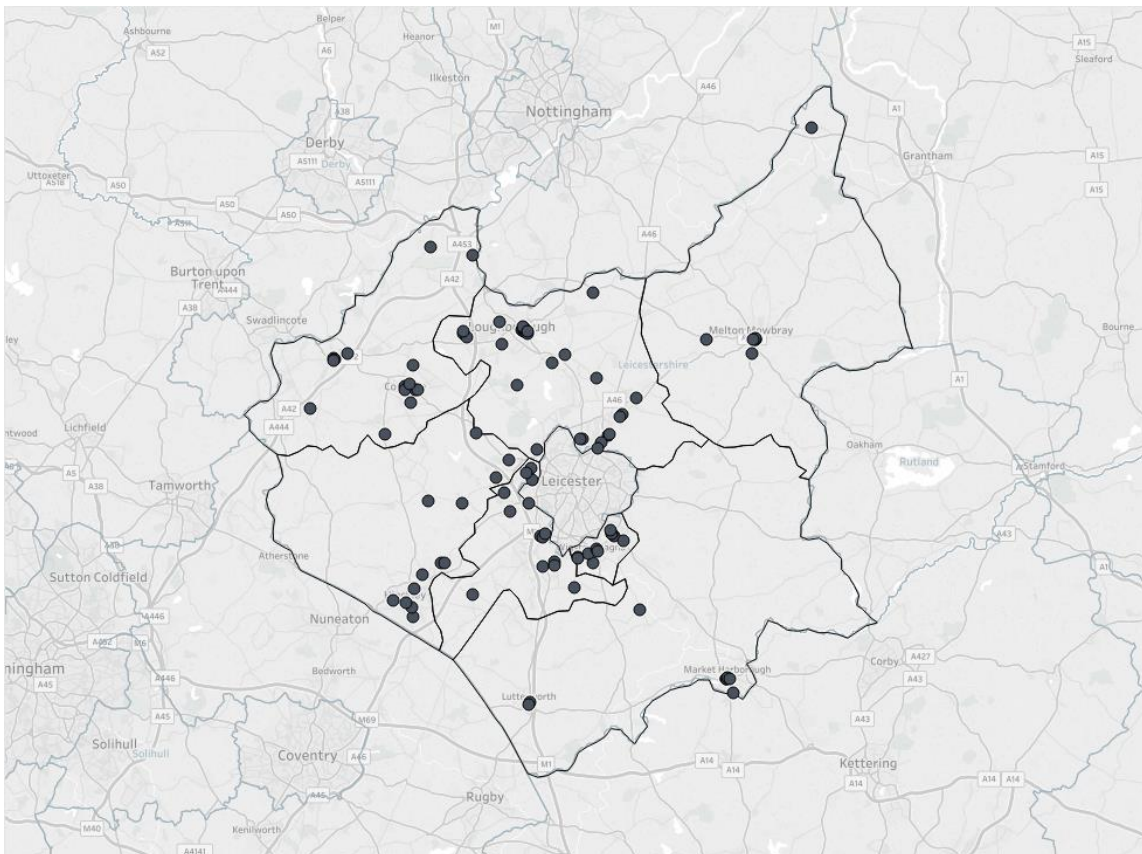 Ashbourne
A52
Belper
A6
Heanor
M1
A15
Sleaford
Ilkeston
A46
A1
Nottingham
A38
Derby
Derby
A5111
A5111
Grantham
A15
Uttoxeter
A518
A50
A50
A50
A15
A46
A453
Burton upon
Trent
A444
A38
A42
Swadlincote
Loughborough
Melton Mowbray
Bourne
Leicestershire
A1
A42
A46
A444
Lichfield
Oakham
Rutland
Stamford
A5
A38
Tamworth
Leicester
A43
Atherstone
Sutton Coldfield
A446
Nuneaton
A452
M6
A446
Bedworth
A45
Market Harborough
Corby
A427
A43
A43
Lutterworth
A45
M69
A43
Solihull
Solihull
Coventry
A46
M1
A14
A14
Kettering
A14
A14
A14
Rugby
A45
M40
Kenilworth
A4141